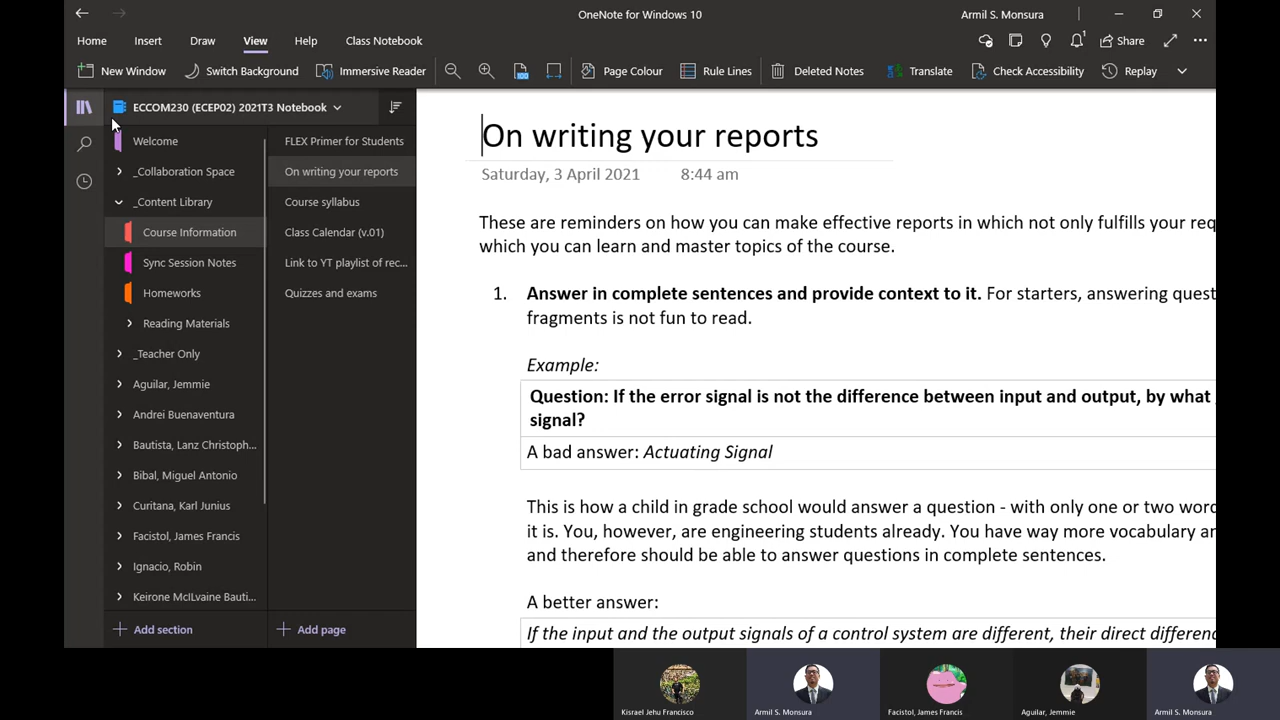 OneNote for Windows 10
Armil S. Monsura
Home Insert Draw View Help Class Notebook
1 Share
New Window Switch Background Immersive Reader 100 Page Colour Rule Lines Deleted Notes Translate Check Accessibility Replay
ECCOM230 (ECEP02) 2021T3 Notebook
Welcome
_Collaboration Space
_Content Library
Course Information
Sync Session Notes
Homeworks
Reading Materials
_Teacher Only
Aguilar, Jemmie
Andrei Buenaventura
Bautista, Lanz Christoph...
Bibal, Miguel Antonio
Curitana, Karl Junius
Facistol, James Francis
Ignacio, Robin
Keirone McILvaine Bauti...
Add section
FLEX Primer for Students
On writing your reports
Course syllabus
Class Calendar (v.01)
Link to YT playlist of rec...
Quizzes and exams
Add page
On writing your reports
Saturday, 3 April 2021 8:44 am
These are reminders on how you can make effective reports in which not only fulfills your req
which you can learn and master topics of the course.
1. Answer in complete sentences and provide context to it. For starters, answering quest
fragments is not fun to read.
Example:
Question: If the error signal is not the difference between input and output, by what
signal?
A bad answer: Actuating Signal
This is how a child in grade school would answer a question - with only one or two word
it is. You, however, are engineering students already. You have way more vocabulary an
and therefore should be able to answer questions in complete sentences.
A better answer:
If the input and the output signals of a control system are different, their direct differenc
Kisrael Jehu Francisco
Armil S. Monsura
Facistol, James Francis
Aguilar, Jemmie
Armil S. Monsura